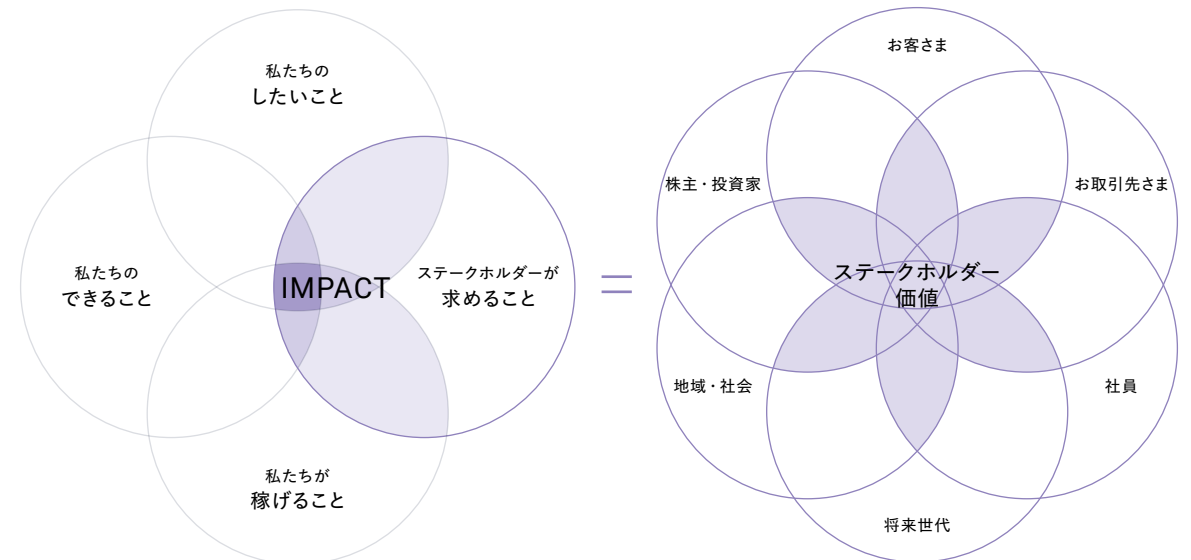 私たちの
したいこと
私たちの
できること
IMPACT
ステークホルダーが
求めること
私たちが
稼げること
=
お客さま
株主・投資家
お取引先さま
ステークホルダー
価値
地域・社会
社員
将来世代